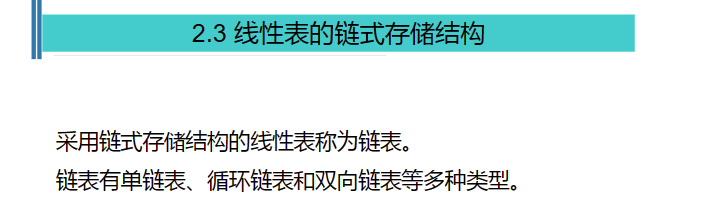 2.3 线性表的链式存储结构
采用链式存储结构的线性表称为链表。
链表有单链表、循环链表和双向链表等多种类型。